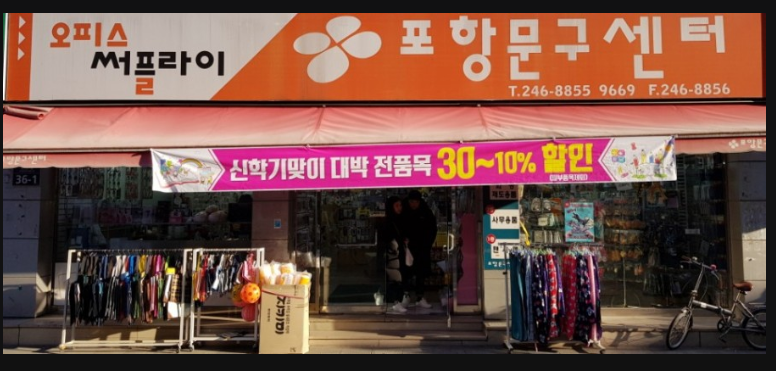 오피스
써플라이
포항문구센터
T.246-8855 9669 F.246-8856
신학기맞이 대박 전품목 30~10% 할인
36-1
사무용품